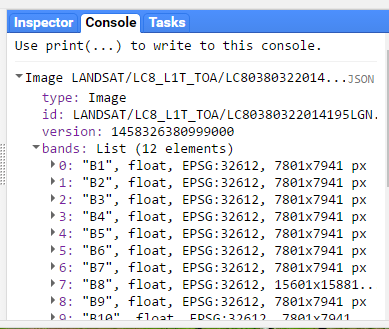 Inspector Console Tasks
Use print(...) to write to this console.
Image LANDSAT/LC8_L1T_TOA/LC80380322014... JSON
type: Image
id: LANDSAT/LC8_L1T_TOA/LC80380322014195LGN.
version: 1458326380999000
bands: List (12 elements)
0: "B1", float, EPSG:32612, 7801x7941 px
1: "B2", float, EPSG:32612, 7801x7941 px
2: "B3", float, EPSG:32612, 7801x7941 px
3: "B4", float, EPSG:32612, 7801x7941 px
4: "B5", float, EPSG:32612, 7801x7941 px
5: "B6", float, EPSG:32612, 7801x7941 px
6: "B7", float, EPSG:32612, 7801x7941 px
7: "B8", float, EPSG:32612, 15601x15881..
8: "B9", float, EPSG:32612, 7801x7941 px
9: "B10", float, EPSG:32612, 7801x7941